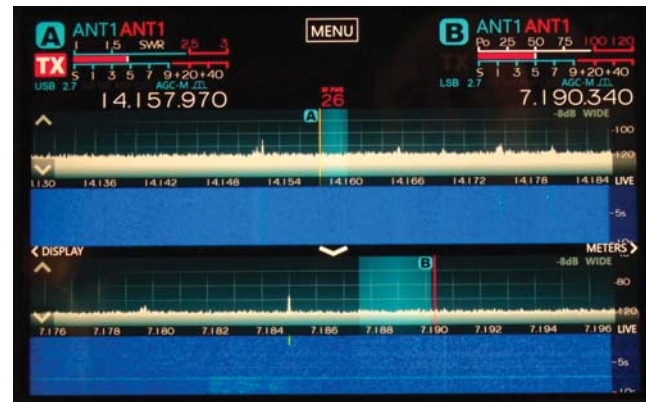 A ANT1 ANT1
I 1,5 SWR 2,5 3
TX
S 1 3 5 7 9+20+40
USB 2.7 AGC-M
14.157.970
MENU
RF PWR
26
B ANT1 ANT1
Po 25 50 75 100 120
TX
S 1 3 5 7 9+20+40
LSB 2.7 AGC-M
7.190.340
A
-8dB WIDE
-100
-120
14.136 14.142 14.148 14.154 14.160 14.166 14.172 14.178 14.184 LIVE
-5s
< DISPLAY
METERS >
B
-8dB WIDE
-80
-120
7.176 7.178 7.180 7.182 7.184 7.186 7.188 7.190 7.192 7.194 7.196 LIVE
-5s